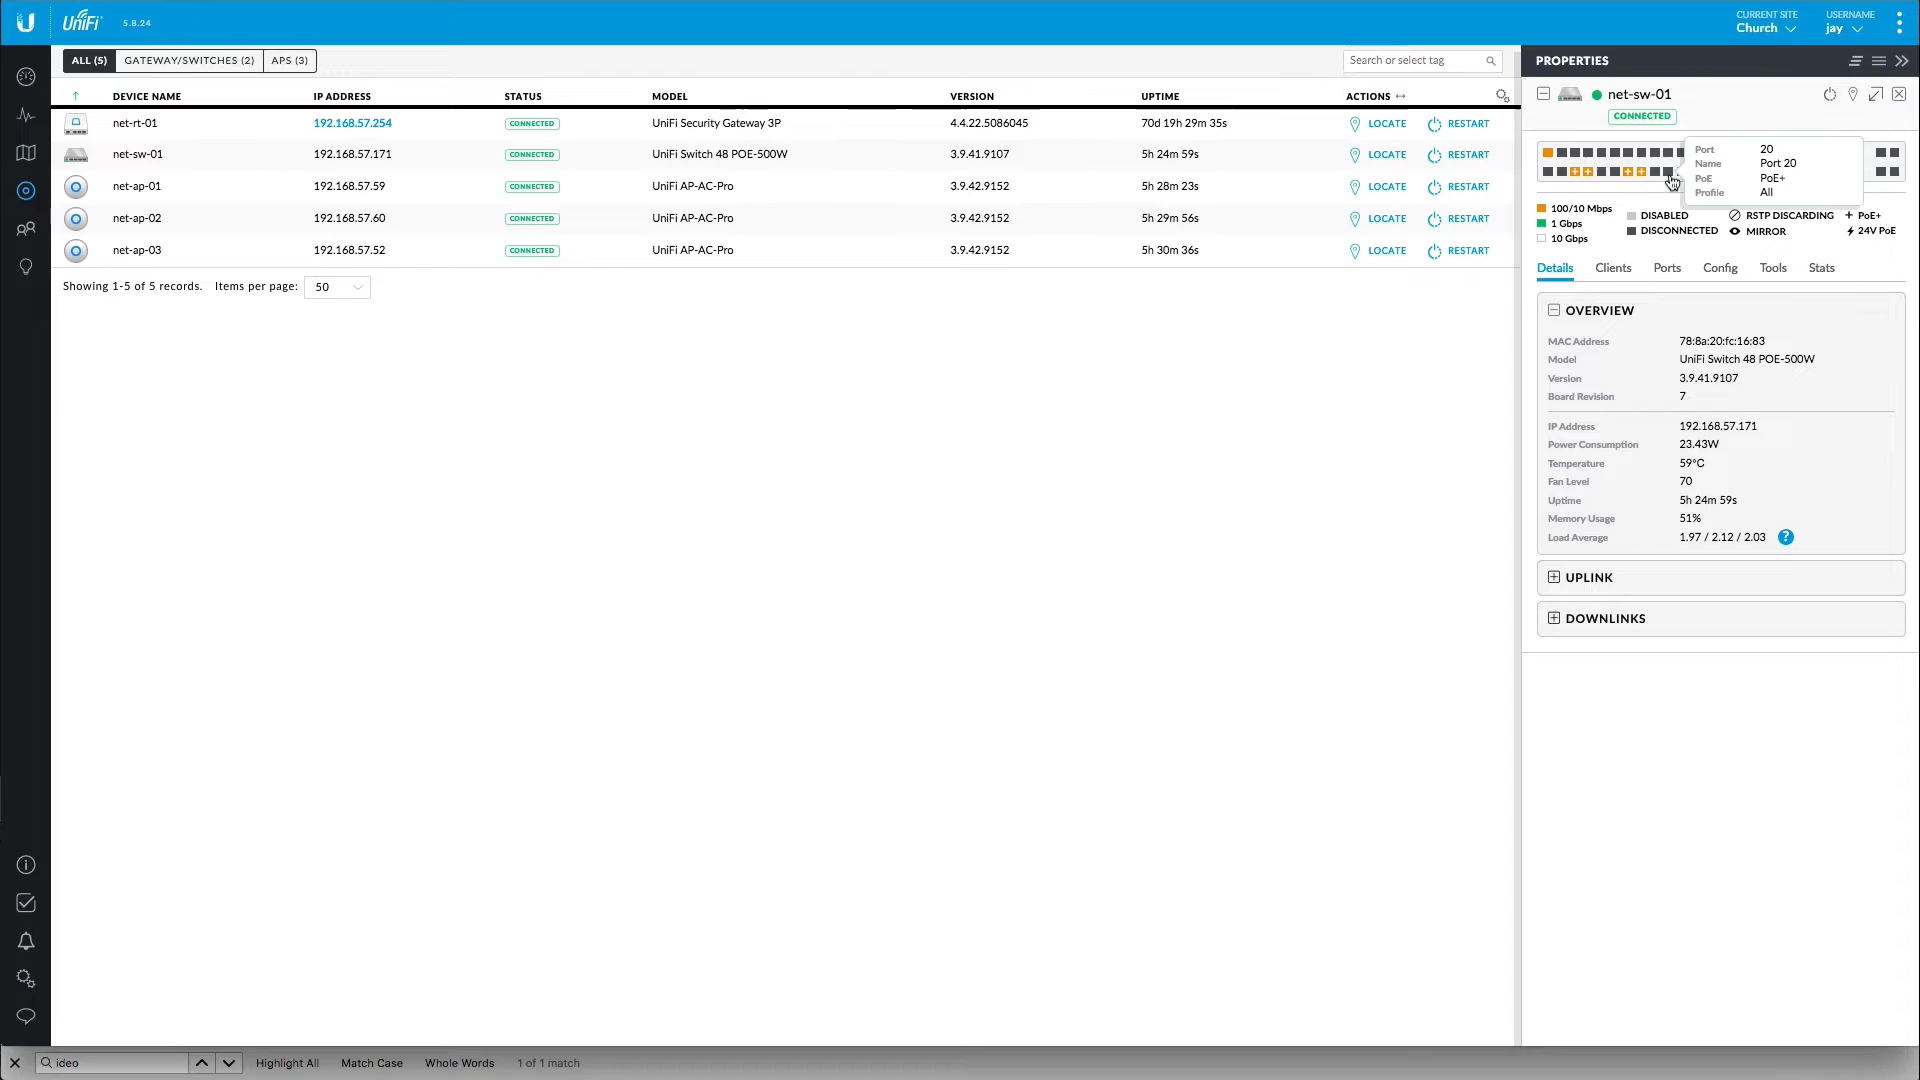 UniFi 5.8.24
CURRENT SITE
Church
USERNAME
jay
ALL (5) GATEWAY/SWITCHES (2) APS (3)
Search or select tag
DEVICE NAME IP ADDRESS STATUS MODEL VERSION UPTIME ACTIONS
net-rt-01 192.168.57.254 CONNECTED UniFi Security Gateway 3P 4.4.22.5086045 70d 19h 29m 35s LOCATE RESTART
net-sw-01 192.168.57.171 CONNECTED UniFi Switch 48 POE-500W 3.9.41.9107 5h 24m 59s LOCATE RESTART
net-ap-01 192.168.57.59 CONNECTED UniFi AP-AC-Pro 3.9.42.9152 5h 28m 23s LOCATE RESTART
net-ap-02 192.168.57.60 CONNECTED UniFi AP-AC-Pro 3.9.42.9152 5h 29m 56s LOCATE RESTART
net-ap-03 192.168.57.52 CONNECTED UniFi AP-AC-Pro 3.9.42.9152 5h 30m 36s LOCATE RESTART
Showing 1-5 of 5 records. Items per page: 50
PROPERTIES
net-sw-01
CONNECTED
Port 20
Name Port 20
PoE PoE+
Profile All
100/10 Mbps
1 Gbps
10 Gbps
DISABLED
DISCONNECTED
RSTP DISCARDING
MIRROR
PoE+
24V PoE
Details Clients Ports Config Tools Stats
OVERVIEW
MAC Address 78:8a:20:fc:16:83
Model UniFi Switch 48 POE-500W
Version 3.9.41.9107
Board Revision 7
IP Address 192.168.57.171
Power Consumption 23.43W
Temperature 59°C
Fan Level 70
Uptime 5h 24m 59s
Memory Usage 51%
Load Average 1.97 / 2.12 / 2.03 ?
UPLINK
DOWNLINKS
ideo Highlight All Match Case Whole Words 1 of 1 match